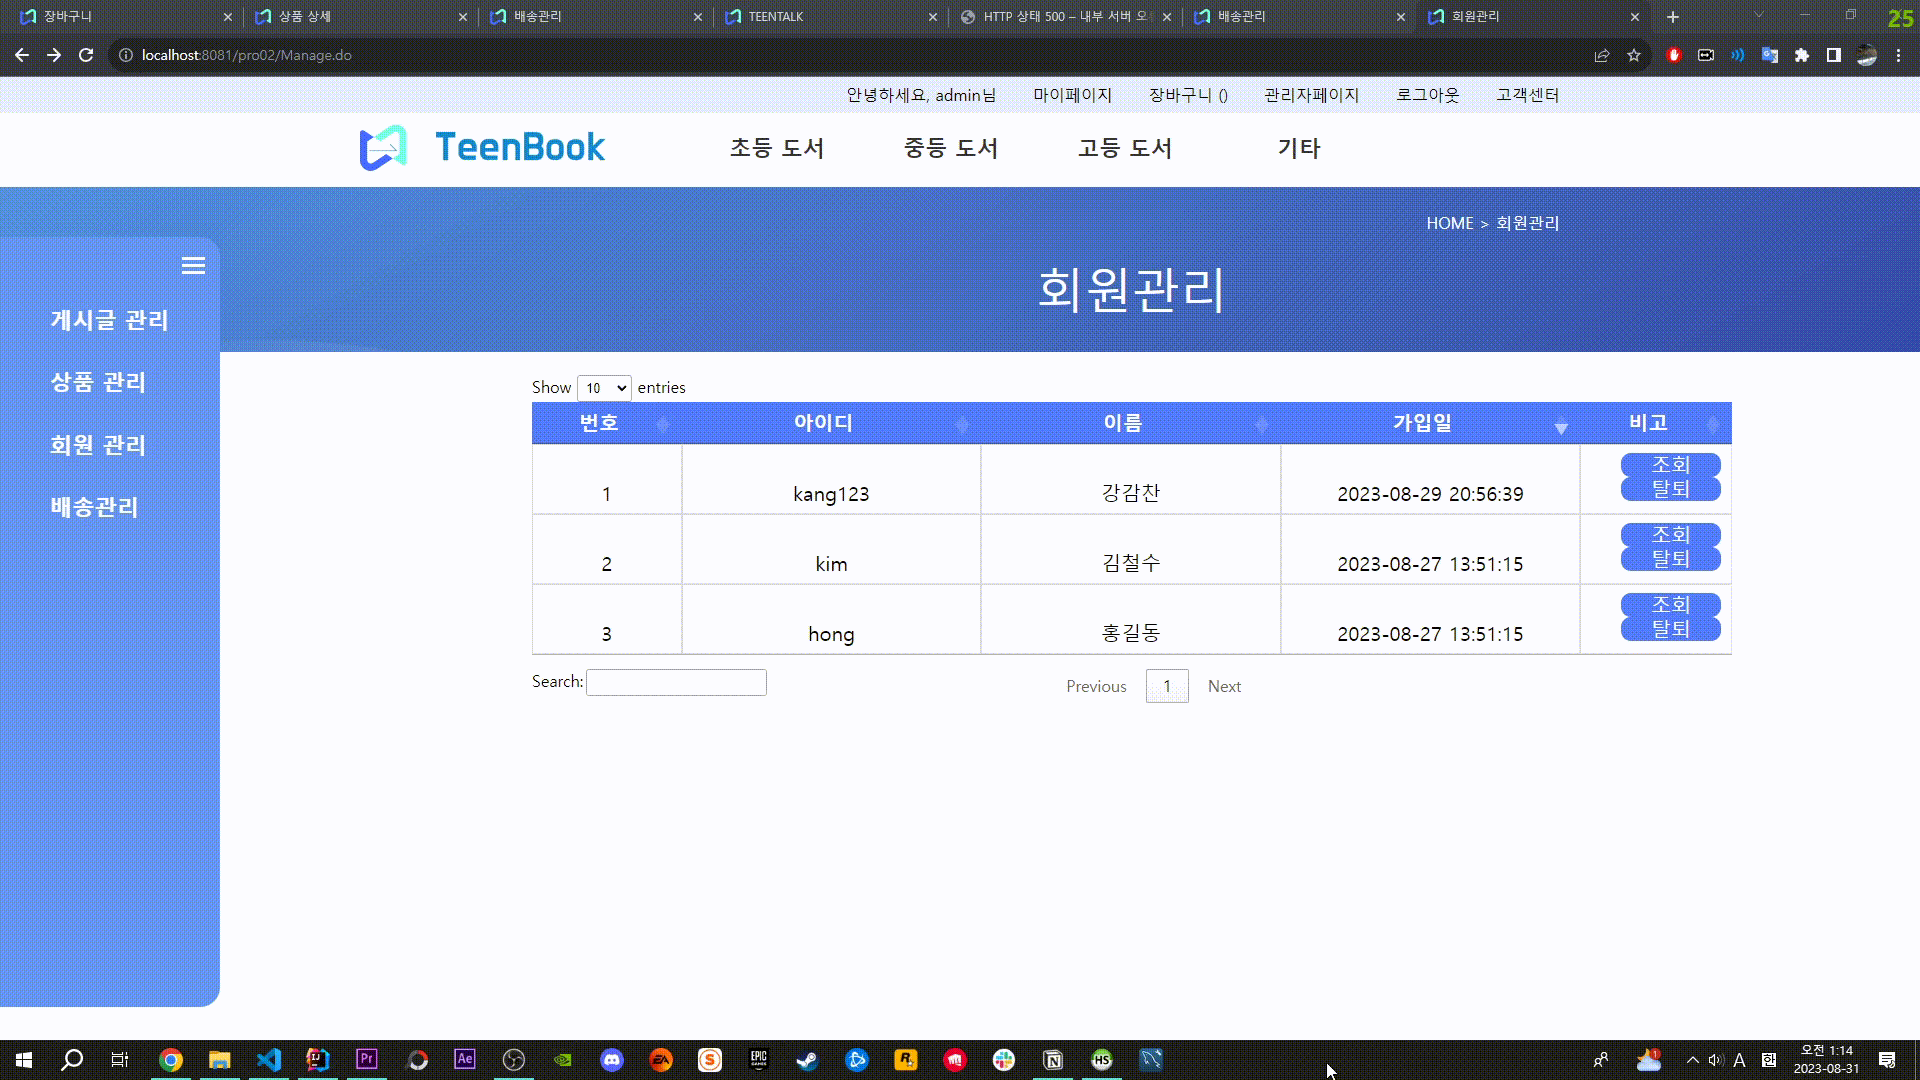 장바구니
상품 상세
배송관리
TEENTALK
HTTP 상태 500 – 내부 서버 오
배송관리
회원관리
25
localhost:8081/pro02/Manage.do
안녕하세요, admin님 마이페이지 장바구니 () 관리자페이지 로그아웃 고객센터
TeenBook 초등 도서 중등 도서 고등 도서 기타
HOME > 회원관리
회원관리
게시글 관리
상품 관리
회원 관리
배송관리
Show 10 entries
번호 아이디 이름 가입일 비고
1 kang123 강감찬 2023-08-29 20:56:39 조회
탈퇴
2 kim 김철수 2023-08-27 13:51:15 조회
탈퇴
3 hong 홍길동 2023-08-27 13:51:15 조회
탈퇴
Search: Previous 1 Next
Pr
Ae
EA
S
EPIC
GAMES
R
N
HS
1
A
한
오전 1:14
2023-08-31